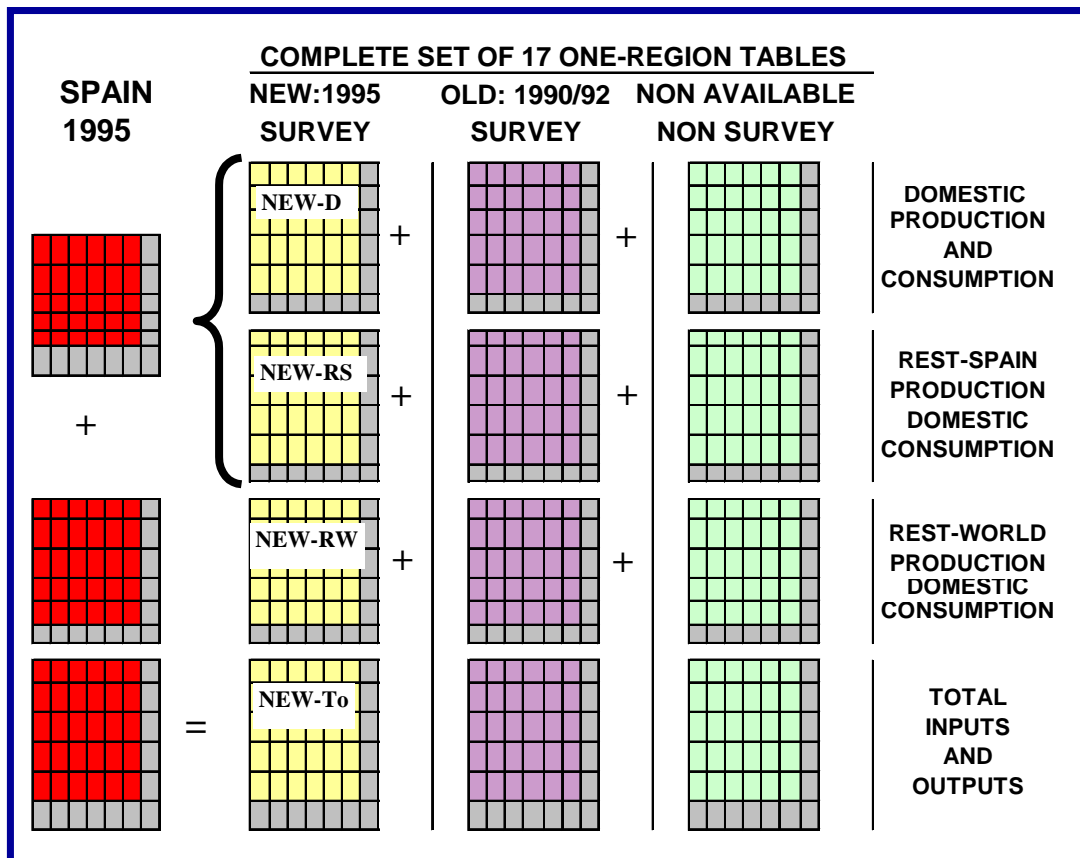 COMPLETE SET OF 17 ONE-REGION TABLES
SPAIN
1995
NEW:1995
SURVEY
OLD: 1990/92
SURVEY
NON AVAILABLE
NON SURVEY
NEW-D
+
+
DOMESTIC
PRODUCTION
AND
CONSUMPTION
+
NEW-RS
+
+
REST-SPAIN
PRODUCTION
DOMESTIC
CONSUMPTION
NEW-RW
+
+
REST-WORLD
PRODUCTION
DOMESTIC
CONSUMPTION
=
NEW-To
TOTAL
INPUTS
AND
OUTPUTS